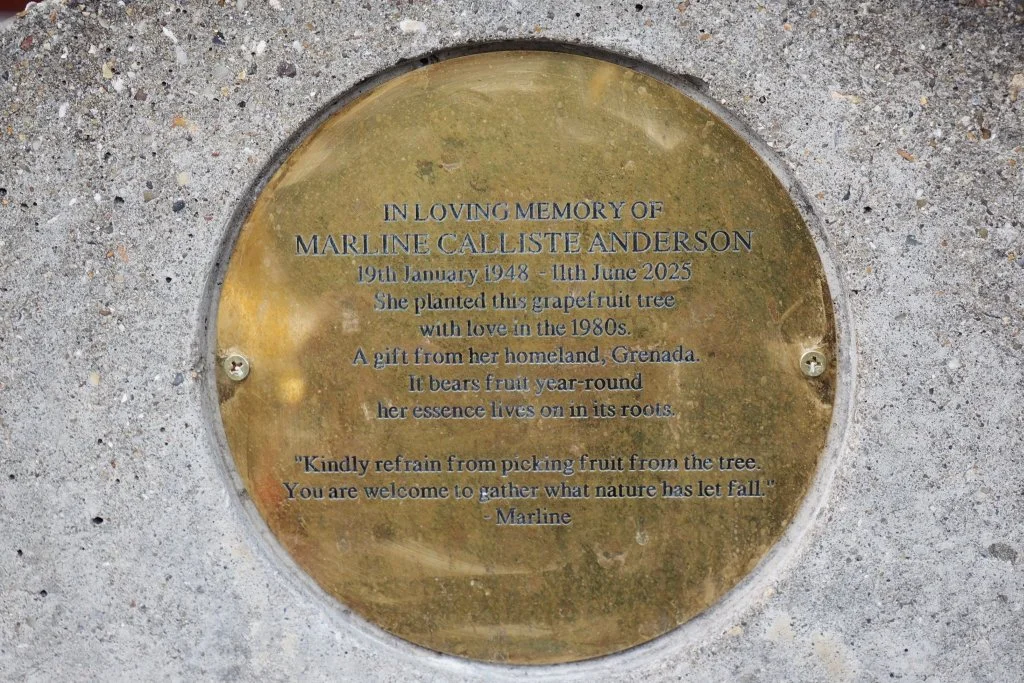 IN LOVING MEMORY OF
MARLINE CALLISTE ANDERSON
19th January 1948 - 11th June 2025
She planted this grapefruit tree
with love in the 1980s.
A gift from her homeland, Grenada.
It bears fruit year-round
her essence lives on in its roots.
"Kindly refrain from picking fruit from the tree.
You are welcome to gather what nature has let fall."
- Marline